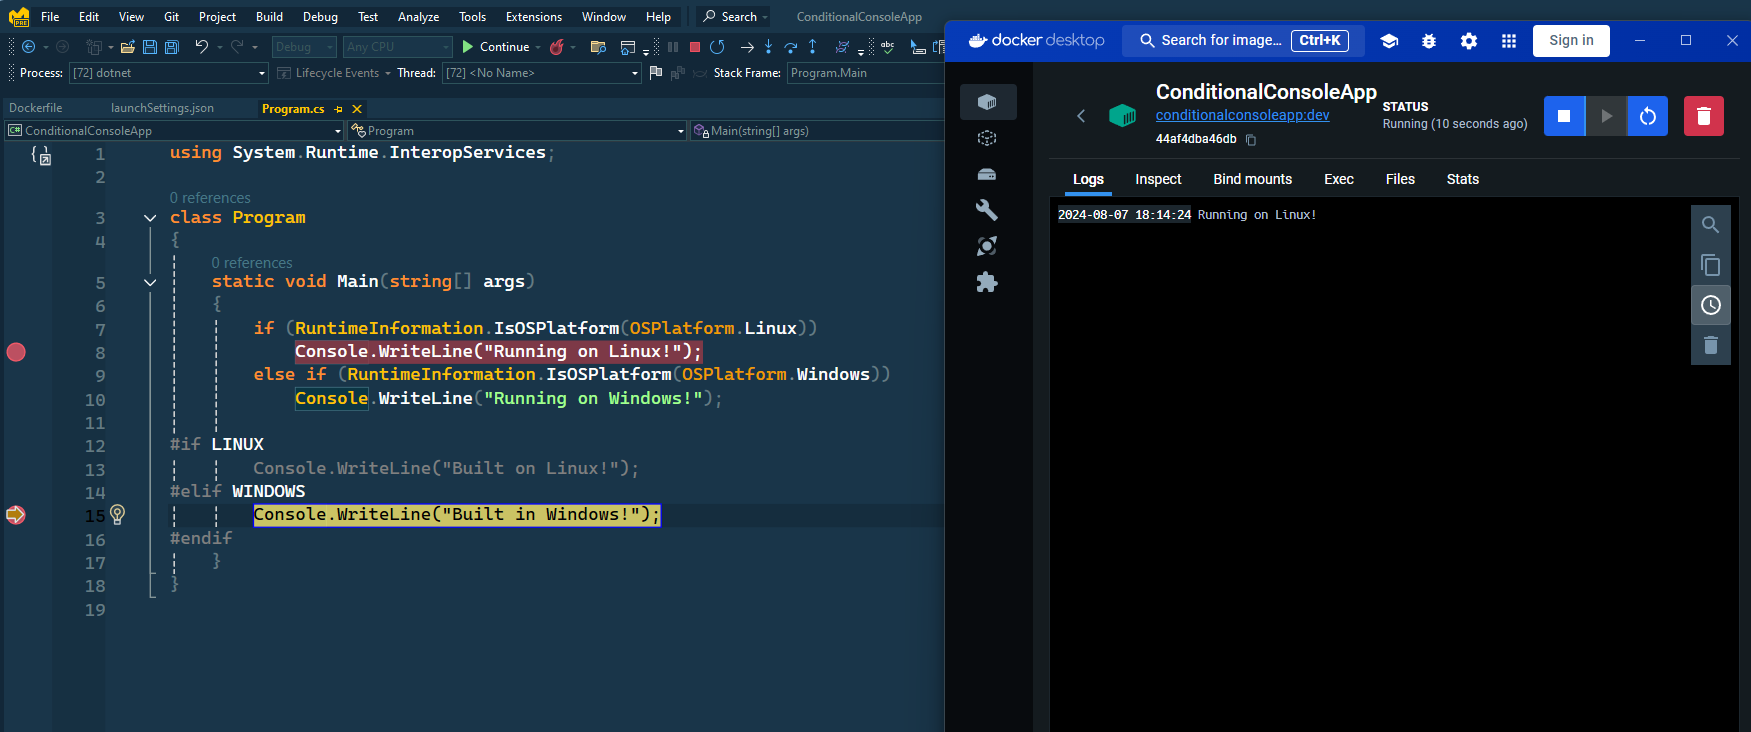 File Edit View Git Project Build Debug Test Analyze Tools Extensions Window Help Search ConditionalConsoleApp
Debug Any CPU Continue
Process: [72] dotnet Lifecycle Events Thread: [72] <No Name> Stack Frame: Program.Main
Dockerfile launchSettings.json Program.cs
C# ConditionalConsoleApp Program Main(string[] args)
1 using System.Runtime.InteropServices;
2
0 references
3 class Program
4 {
0 references
5 static void Main(string[] args)
6 {
7 if (RuntimeInformation.IsOSPlatform(OSPlatform.Linux))
8 Console.WriteLine("Running on Linux!");
9 else if (RuntimeInformation.IsOSPlatform(OSPlatform.Windows))
10 Console.WriteLine("Running on Windows!");
11
12 #if LINUX
13 Console.WriteLine("Built on Linux!");
14 #elif WINDOWS
15 Console.WriteLine("Built in Windows!");
16 #endif
17 }
18 }
19
docker desktop Search for image... Ctrl+K Sign in
ConditionalConsoleApp
conditionalconsoleapp:dev
44af4dba46db
STATUS
Running (10 seconds ago)
Logs Inspect Bind mounts Exec Files Stats
2024-08-07 18:14:24 Running on Linux!